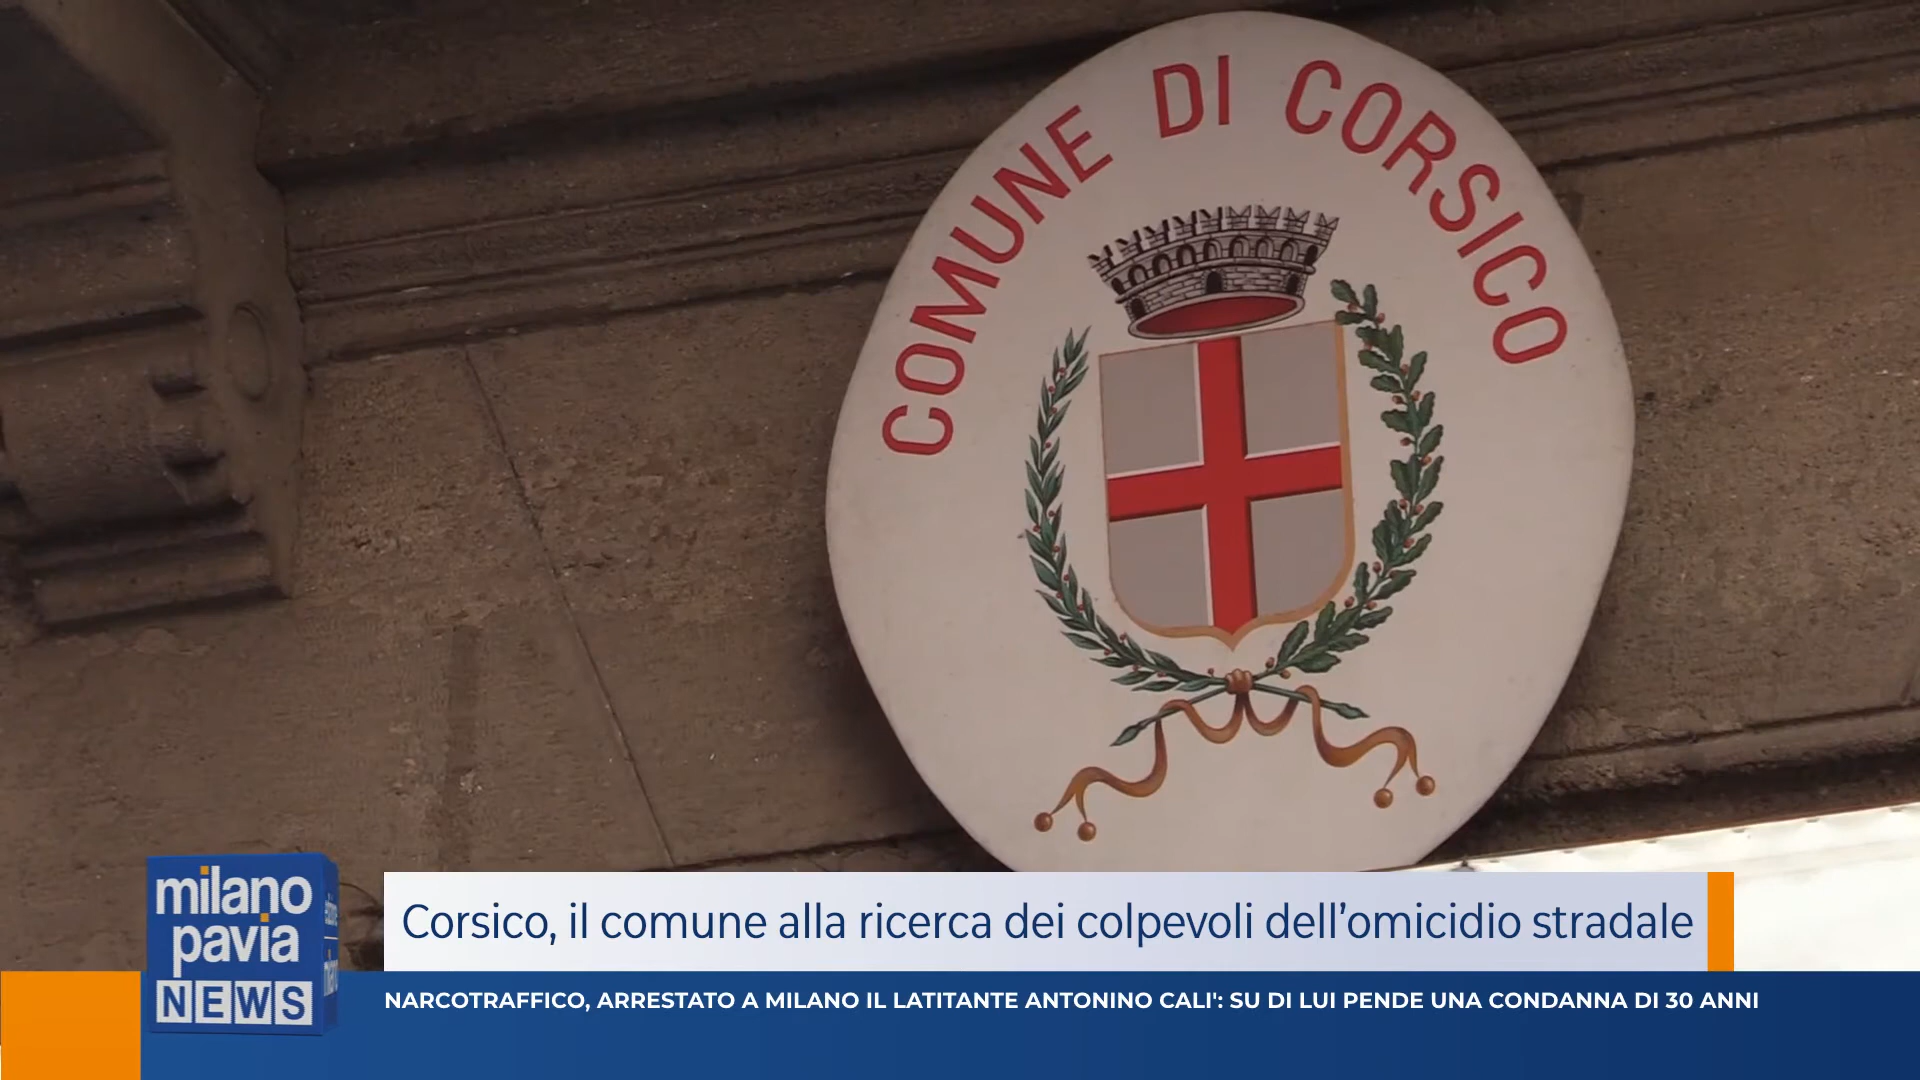 COMUNE DI CORSICO
milano
pavia
NEWS
Corsico, il comune alla ricerca dei colpevoli dell'omicidio stradale
NARCOTRAFFICO, ARRESTATO A MILANO IL LATITANTE ANTONINO CALI': SU DI LUI PENDE UNA CONDANNA DI 30 ANNI